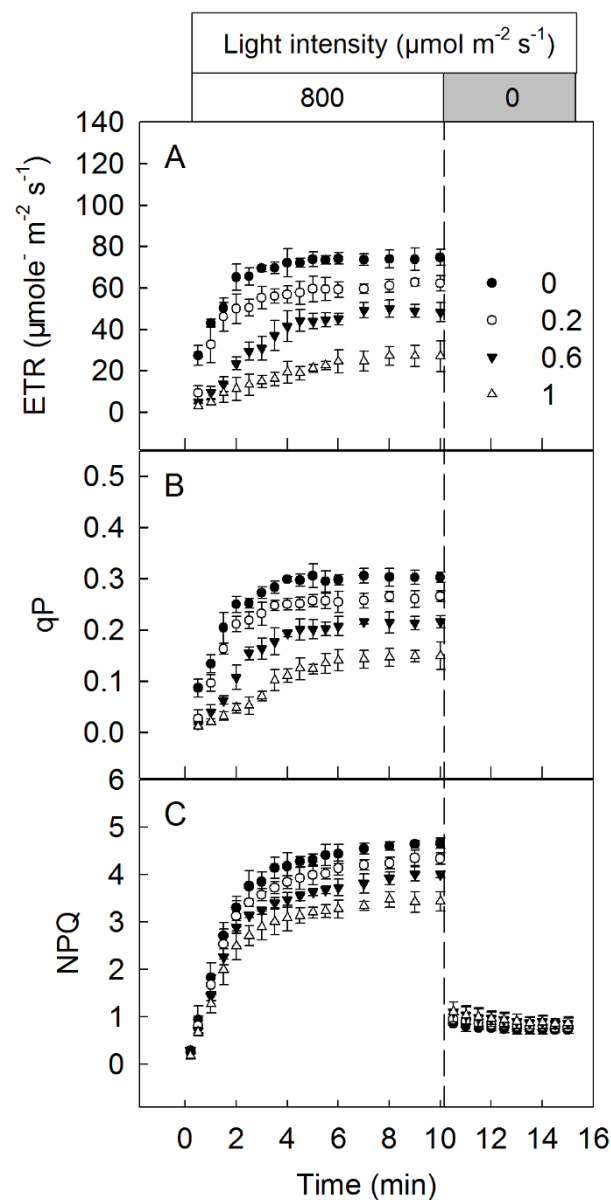 Light intensity (µmol m-2 s-1)
800 0
140
120
100
80
60
40
20
0
A
ETR (µmole- m-2 s-1)
0
0.2
0.6
1
0.5
0.4
0.3
0.2
0.1
0.0
B
qP
6
5
4
3
2
1
0
C
NPQ
0 2 4 6 8 10 12 14 16
Time (min)